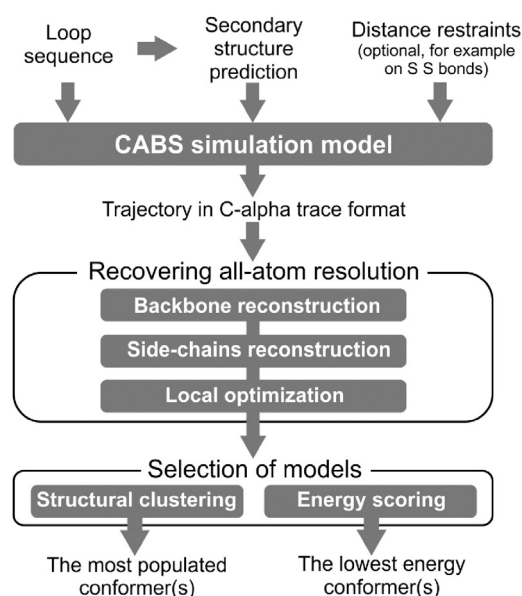 Loop
sequence
Secondary
structure
prediction
Distance restraints
(optional, for example
on S S bonds)
CABS simulation model
Trajectory in C-alpha trace format
Recovering all-atom resolution
Backbone reconstruction
Side-chains reconstruction
Local optimization
Selection of models
Structural clustering
Energy scoring
The most populated
conformer(s)
The lowest energy
conformer(s)